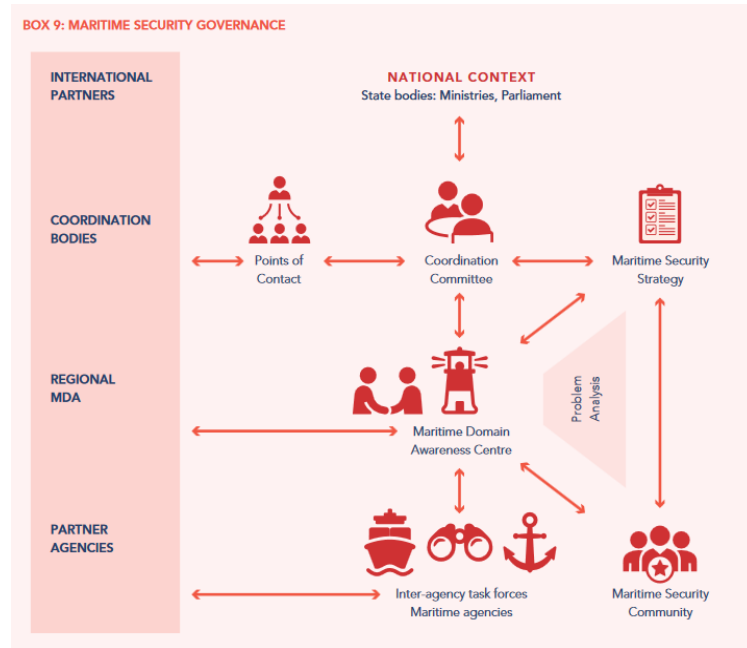 BOX 9: MARITIME SECURITY GOVERNANCE
INTERNATIONAL
PARTNERS
NATIONAL CONTEXT
State bodies: Ministries, Parliament
COORDINATION
BODIES
Points of
Contact
Coordination
Committee
Maritime Security
Strategy
REGIONAL
MDA
Maritime Domain
Awareness Centre
Problem
Analysis
PARTNER
AGENCIES
Inter-agency task forces
Maritime agencies
Maritime Security
Community